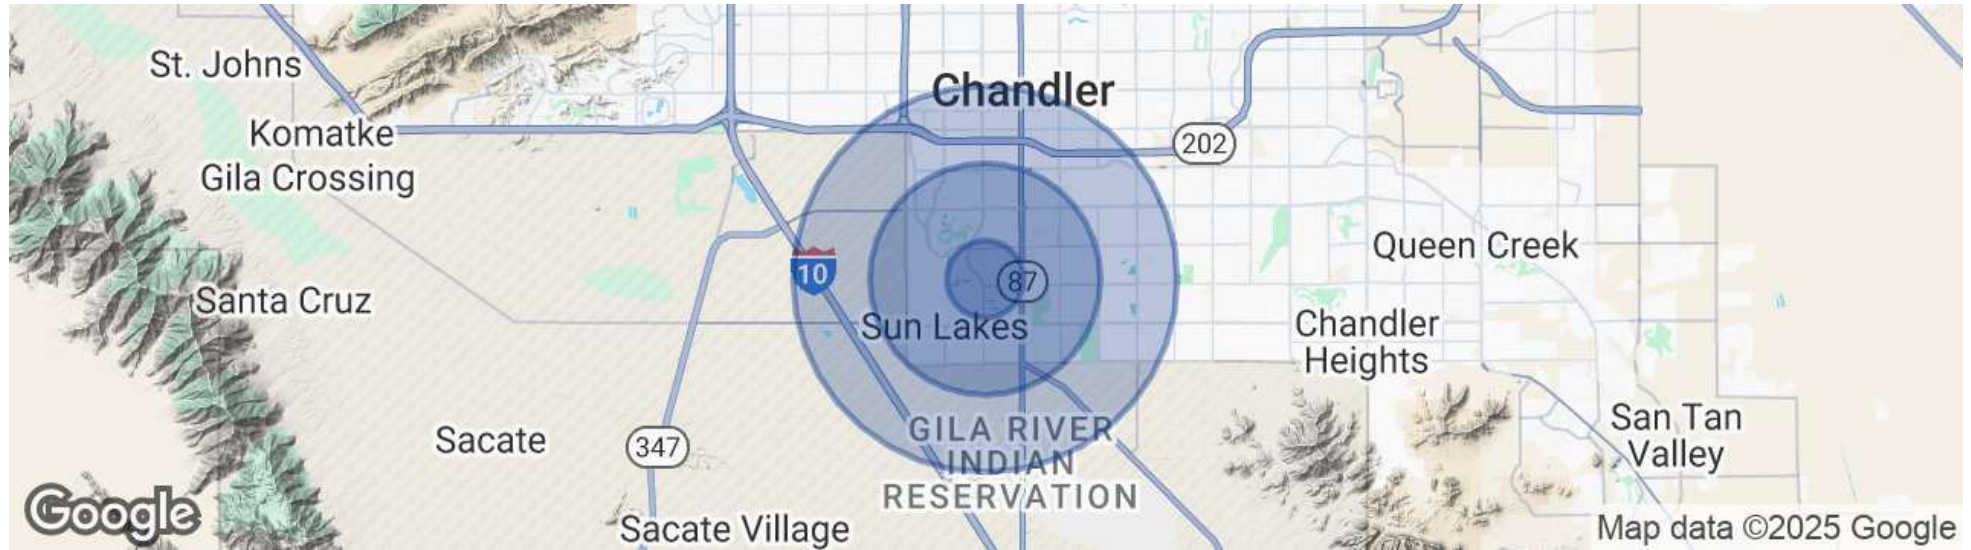 St. Johns
Chandler
Komatke
202
Gila Crossing
Queen Creek
10
87
Santa Cruz
Sun Lakes
Chandler
Heights
GILA RIVER
INDIAN
RESERVATION
San Tan
Valley
Sacate
347
Sacate Village
Google
Map data ©2025 Google